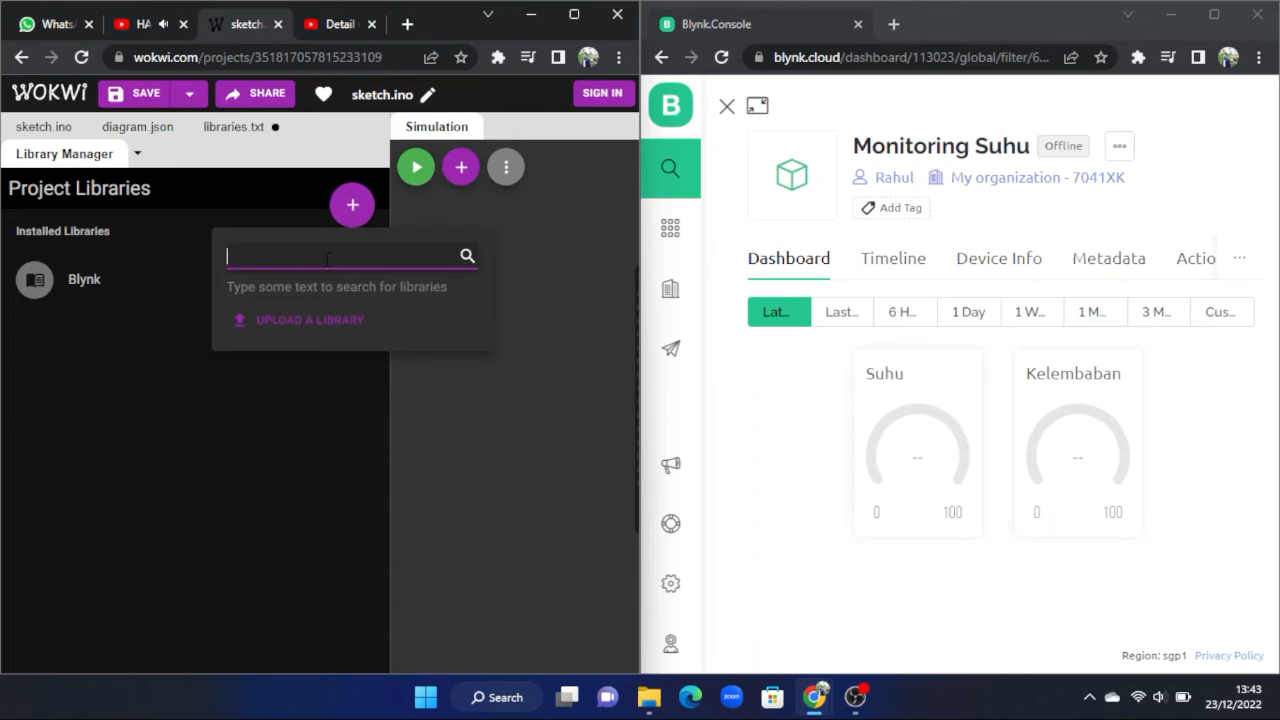 Whats
HA
sketch.
Detail
wokwi.com/projects/351817057815233109
WOKWI
SAVE
SHARE
sketch.ino
SIGN IN
sketch.ino
diagram.json
libraries.txt
Simulation
Library Manager
Project Libraries
Installed Libraries
Blynk
Type some text to search for libraries
UPLOAD A LIBRARY
Blynk.Console
blynk.cloud/dashboard/113023/global/filter/6...
B
Monitoring Suhu
Offline
Rahul
My organization - 7041XK
Add Tag
Dashboard
Timeline
Device Info
Metadata
Actio
Lat...
Last...
6 H...
1 Day
1 W...
1 M...
3 M...
Cus...
Suhu
--
0
100
Kelembaban
--
0
100
Region: sgp1
Privacy Policy
Search
zoom
13:43
23/12/2022